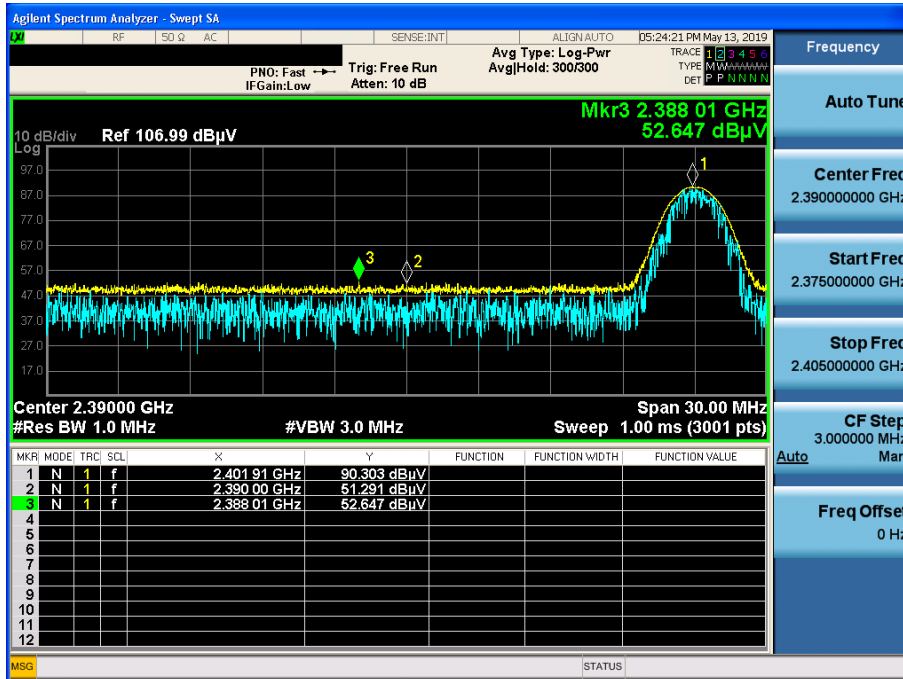 Agilent Spectrum Analyzer - Swept SA
LXI RF 50 Ω AC SENSE:INT ALIGN AUTO 05:24:21 PM May 13, 2019
Frequency
PNO: Fast Trig: Free Run Avg Type: Log-Pwr TRACE 1 2 3 4 5 6
IFGain:Low Atten: 10 dB Avg|Hold: 300/300 TYPE M W
DET P P N N N N
Auto Tune
Mkr3 2.388 01 GHz
52.647 dBµV
10 dB/div Ref 106.99 dBµV
Log
97.0
87.0
77.0
67.0
57.0
47.0
37.0
27.0
17.0
1
2
3
Center Freq
2.390000000 GHz
Start Freq
2.375000000 GHz
Stop Freq
2.405000000 GHz
Center 2.39000 GHz Span 30.00 MHz
#Res BW 1.0 MHz #VBW 3.0 MHz Sweep 1.00 ms (3001 pts)
CF Step
3.000000 MHz
Auto Man
MKR MODE TRC SCL X Y FUNCTION FUNCTION WIDTH FUNCTION VALUE
1 N 1 f 2.401 91 GHz 90.303 dBµV
2 N 1 f 2.390 00 GHz 51.291 dBµV
3 N 1 f 2.388 01 GHz 52.647 dBµV
4
5
6
7
8
9
10
11
12
Freq Offset
0 Hz
MSG STATUS